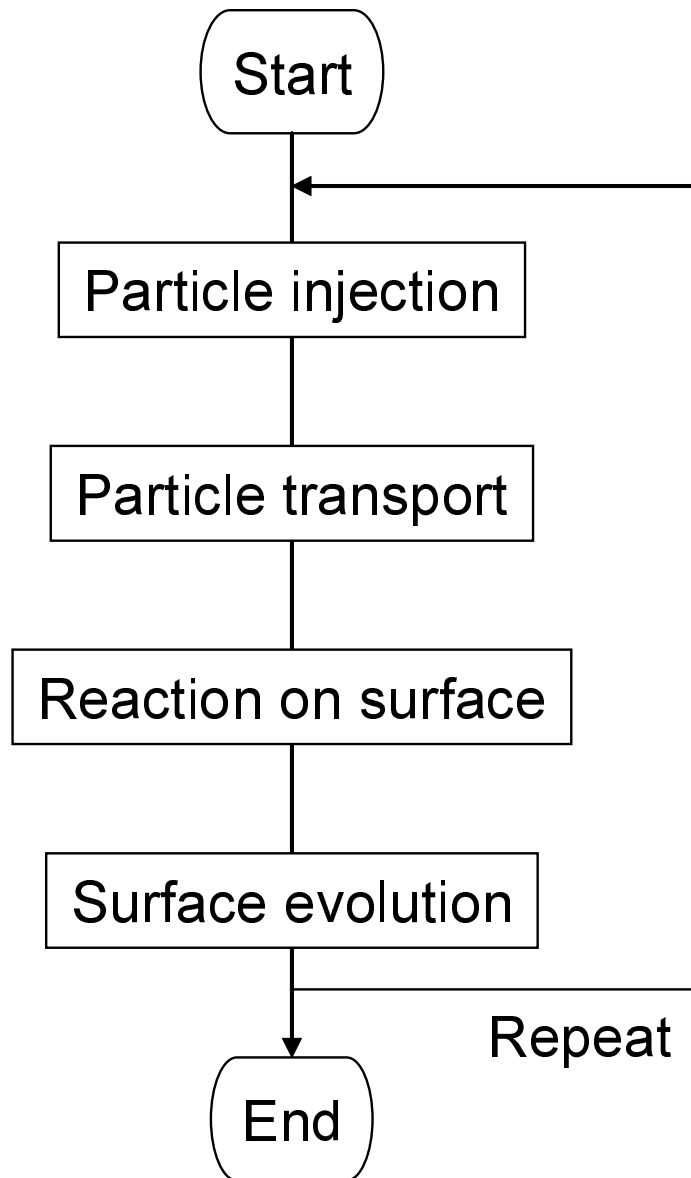 Start
Particle injection
Particle transport
Reaction on surface
Surface evolution
Repeat
End